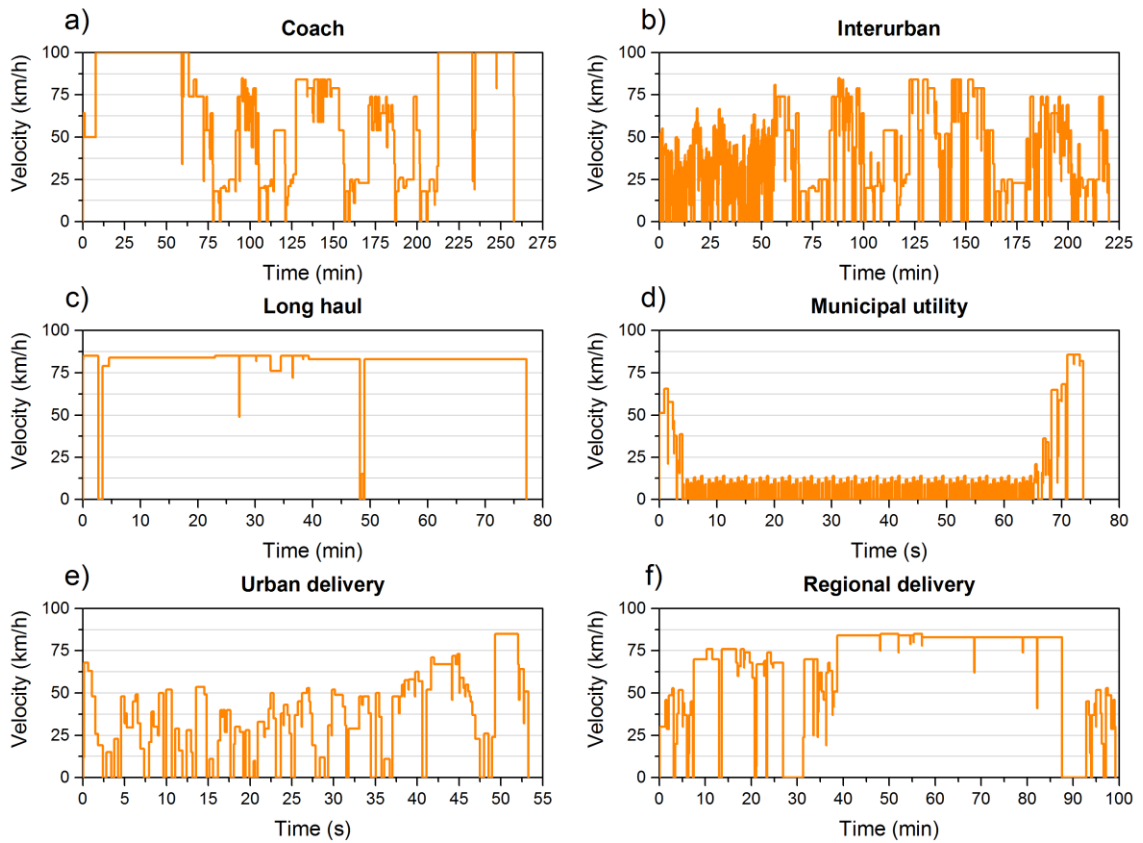 a) Coach
Velocity (km/h)
100
75
50
25
0
0 25 50 75 100 125 150 175 200 225 250 275
Time (min)
b) Interurban
Velocity (km/h)
100
75
50
25
0
0 25 50 75 100 125 150 175 200 225
Time (min)
c) Long haul
Velocity (km/h)
100
75
50
25
0
0 10 20 30 40 50 60 70 80
Time (min)
d) Municipal utility
Velocity (km/h)
100
75
50
25
0
0 10 20 30 40 50 60 70 80
Time (s)
e) Urban delivery
Velocity (km/h)
100
75
50
25
0
0 5 10 15 20 25 30 35 40 45 50 55
Time (s)
f) Regional delivery
Velocity (km/h)
100
75
50
25
0
0 10 20 30 40 50 60 70 80 90 100
Time (min)